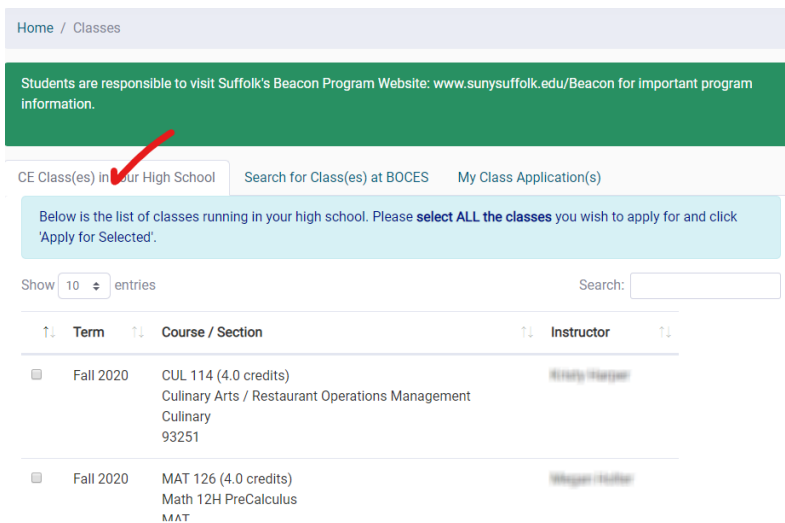 Home / Classes
Students are responsible to visit Suffolk's Beacon Program Website: www.sunysuffolk.edu/Beacon for important program
information.
CE Class(es) in your High School Search for Class(es) at BOCES My Class Application(s)
Below is the list of classes running in your high school. Please select ALL the classes you wish to apply for and click
'Apply for Selected'.
Show 10 entries Search:
Term Course / Section Instructor
Fall 2020 CUL 114 (4.0 credits)
Culinary Arts / Restaurant Operations Management
Culinary
93251
Fall 2020 MAT 126 (4.0 credits)
Math 12H PreCalculus
MAT